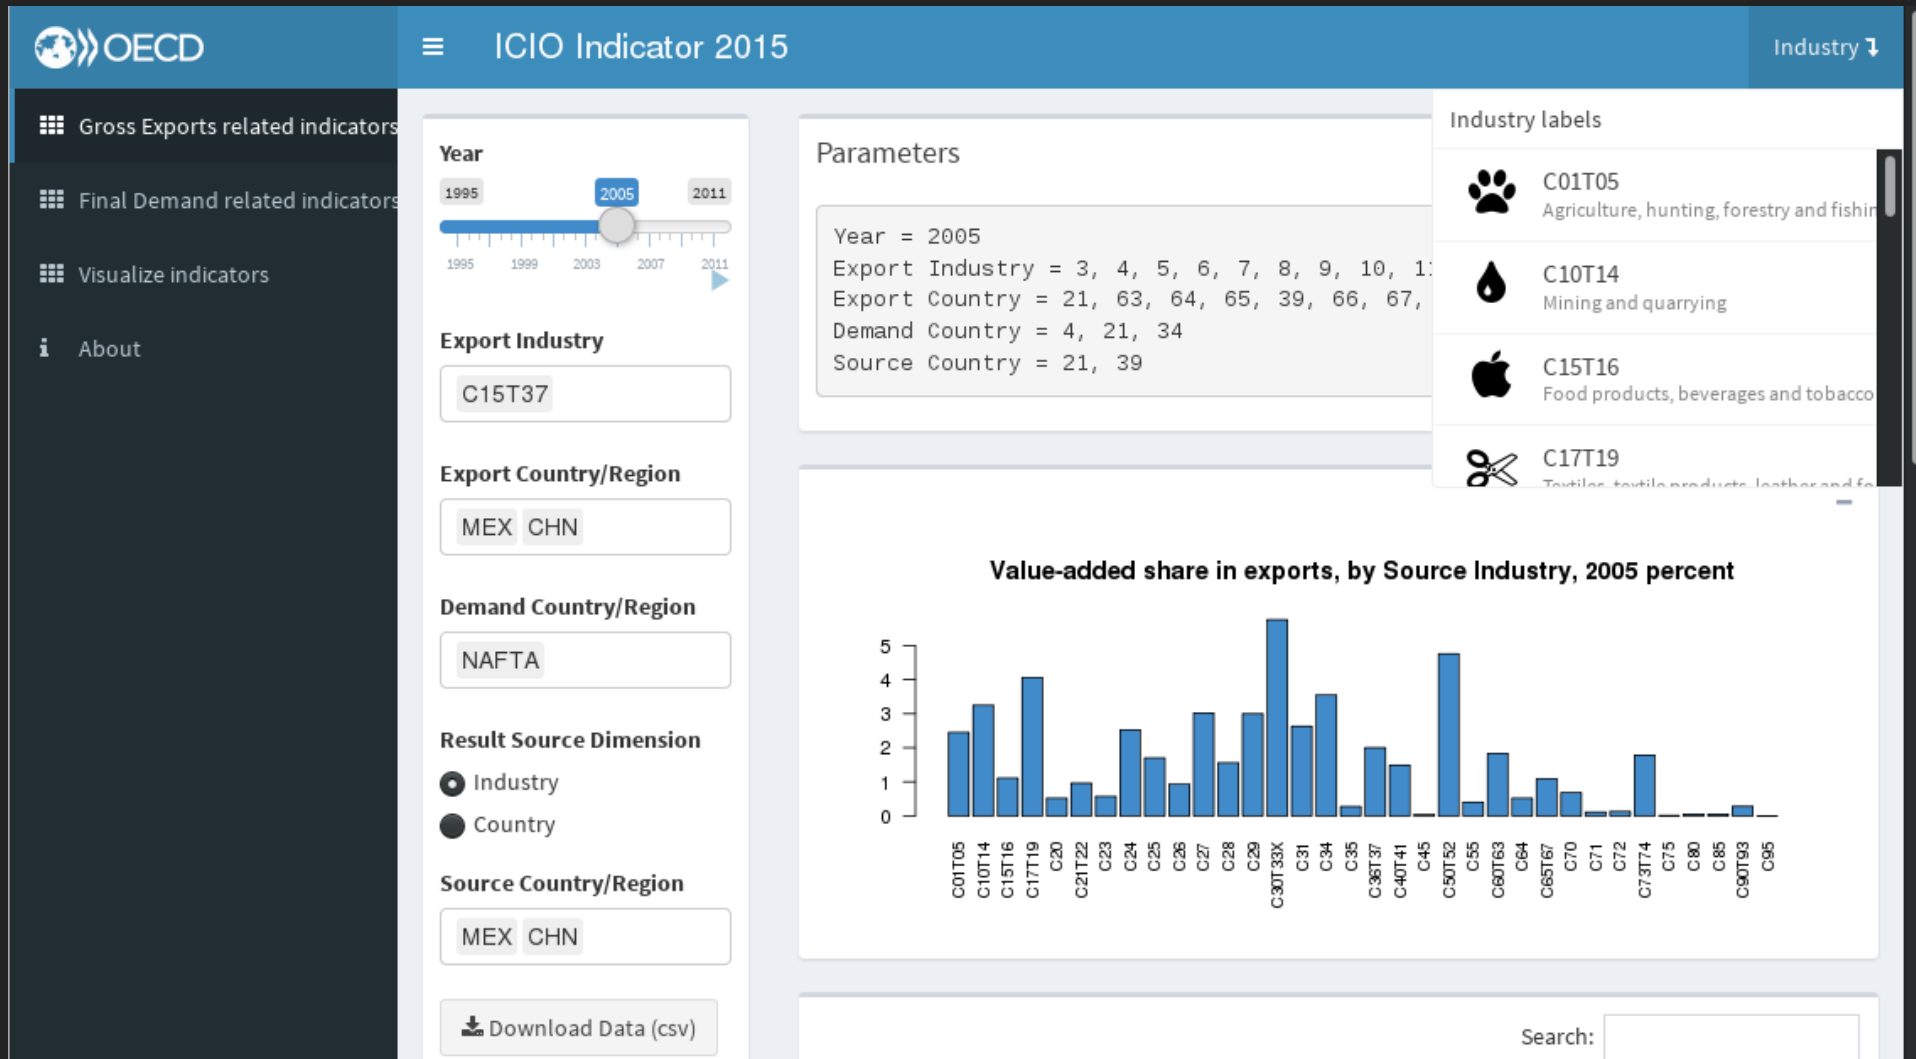 OECD
ICIO Indicator 2015
Industry
Gross Exports related indicators
Final Demand related indicators
Visualize indicators
About
Year
1995 2005 2011
1995 1999 2003 2007 2011
Export Industry
C15T37
Export Country/Region
MEX CHN
Demand Country/Region
NAFTA
Result Source Dimension
Industry
Country
Source Country/Region
MEX CHN
Download Data (csv)
Parameters
Year = 2005
Export Industry = 3, 4, 5, 6, 7, 8, 9, 10,
Export Country = 21, 63, 64, 65, 39, 66, 67,
Demand Country = 4, 21, 34
Source Country = 21, 39
Industry labels
C01T05
Agriculture, hunting, forestry and fishin
C10T14
Mining and quarrying
C15T16
Food products, beverages and tobacco
C17T19
Textiles, textile products, leather and fo
Value-added share in exports, by Source Industry, 2005 percent
5
4
3
2
1
0
C01T05 C10T14 C15T16 C17T19 C20 C21T22 C23 C24 C25 C26 C27 C28 C29 C30T33X C31 C34 C35 C36T37 C40T41 C45 C50T52 C55 C60T63 C64 C65T67 C70 C71 C72 C73T74 C75 C80 C85 C90T93 C95
Search: